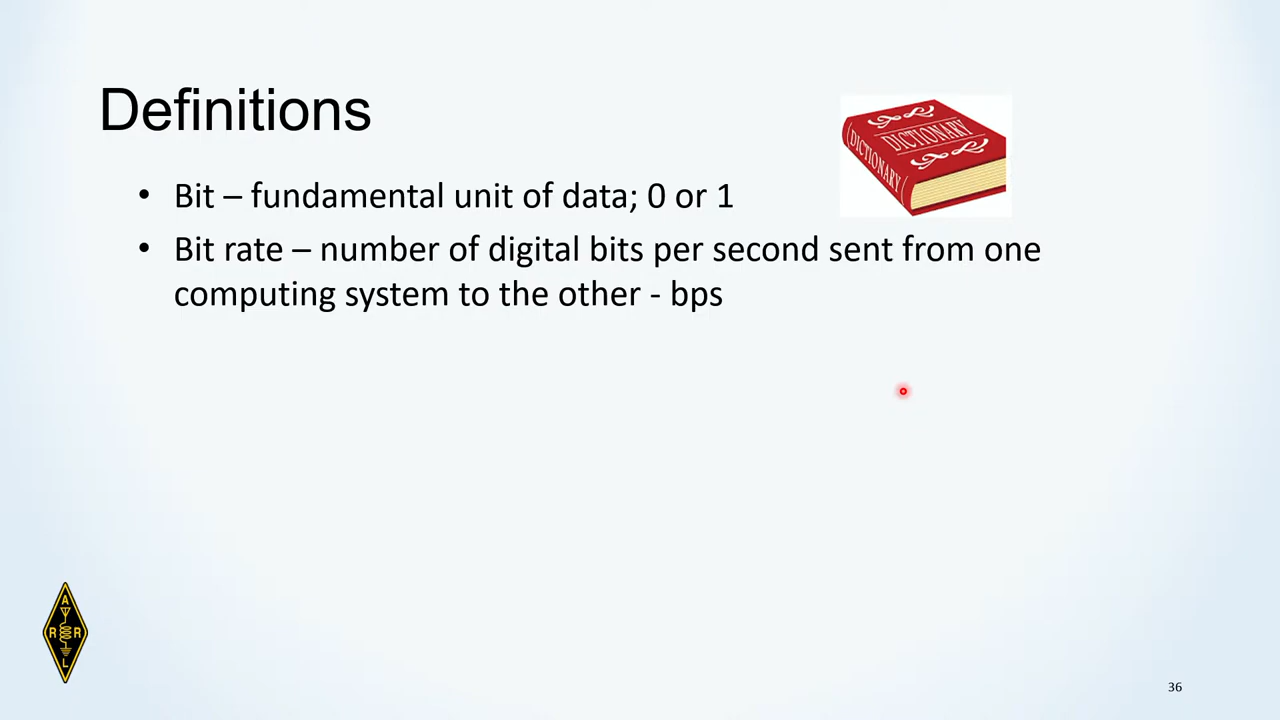 Definitions
DICTIONARY
DICTIONARY
• Bit – fundamental unit of data; 0 or 1
• Bit rate – number of digital bits per second sent from one
computing system to the other - bps
A
R R
L
36